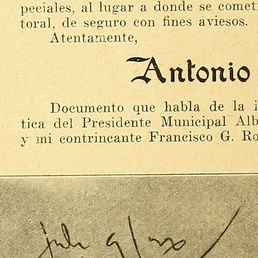 peciales, al lugar a donde se comet
toral, de seguro con fines aviesos.
Atentamente,
Antonio
Documento que habla de la i
tica del Presidente Municipal Alb
y mi contrincante Francisco G. Ro